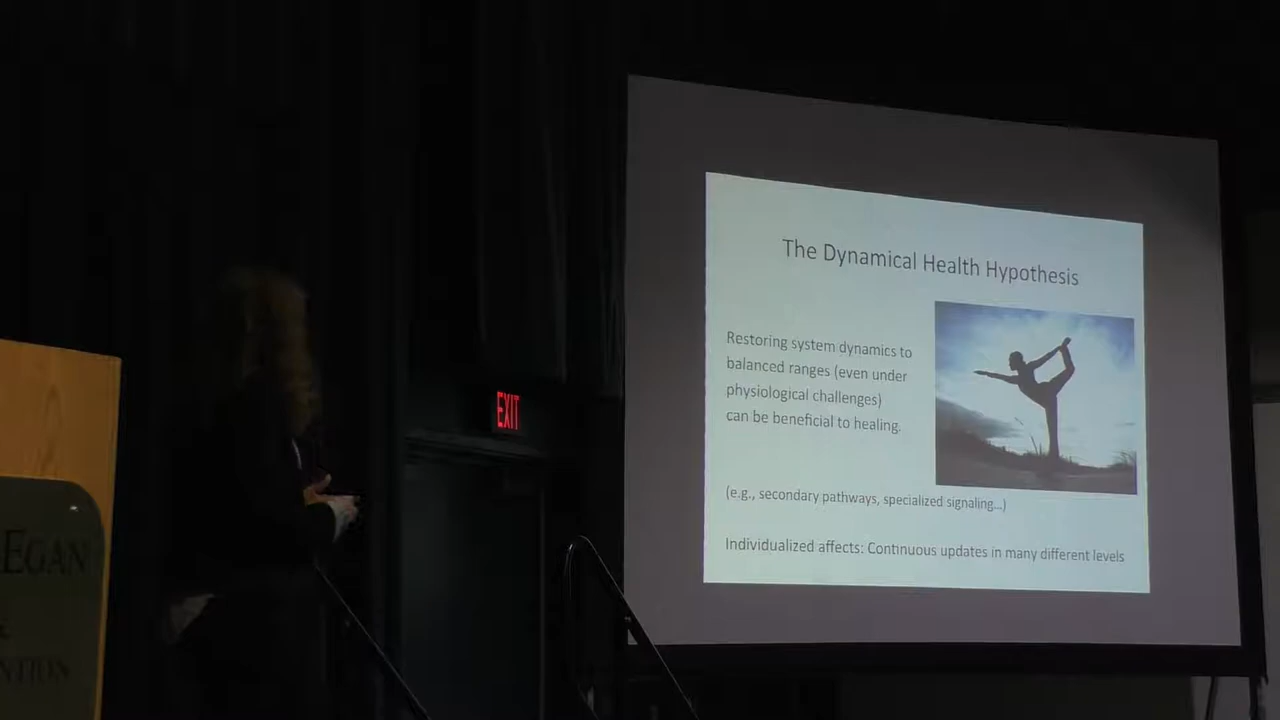 The Dynamical Health Hypothesis
Restoring system dynamics to
balanced ranges (even under
physiological challenges)
can be beneficial to healing.
(e.g., secondary pathways, specialized signaling...)
Individualized affects: Continuous updates in many different levels
EXIT
EGAN